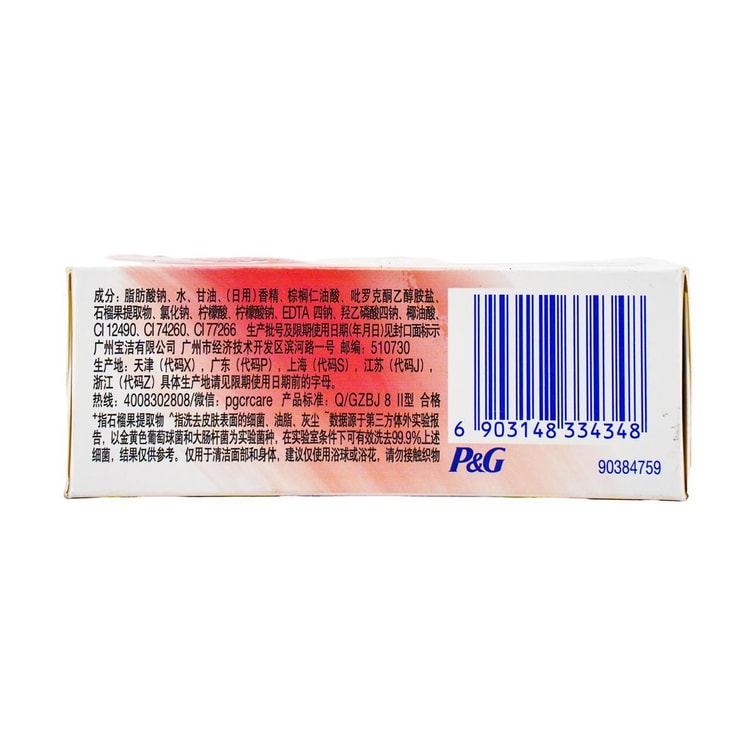 成分：脂肪酸钠、水、甘油、（日用）香精、棕榈仁油酸、吡罗克酮乙醇胺盐、
石榴果提取物、氯化钠、柠檬酸、柠檬酸钠、EDTA 四钠、羟乙磷酸四钠、椰油酸、
CI 12490、CI 74260、CI 77266 生产批号及限期使用日期（年月日）见封口面标示
广州宝洁有限公司 广州市经济技术开发区滨河路一号 邮编：510730
生产地：天津（代码X），广东（代码P），上海（代码S），江苏（代码J），
浙江（代码Z）具体生产地请见限期使用日期前的字母。
热线：4008302808/微信：pgcrcare 产品标准：Q/GZBJ 8 II型 合格
+指石榴果提取物 ^指洗去皮肤表面的细菌、油脂、灰尘 ~数据源于第三方体外实验报
告，以金黄色葡萄球菌和大肠杆菌为实验菌种，在实验室条件下可有效洗去99.9%上述
细菌，结果仅供参考。仅用于清洁面部和身体，建议仅使用浴球或浴花，请勿接触织物
6 903148 334348
P&G
90384759